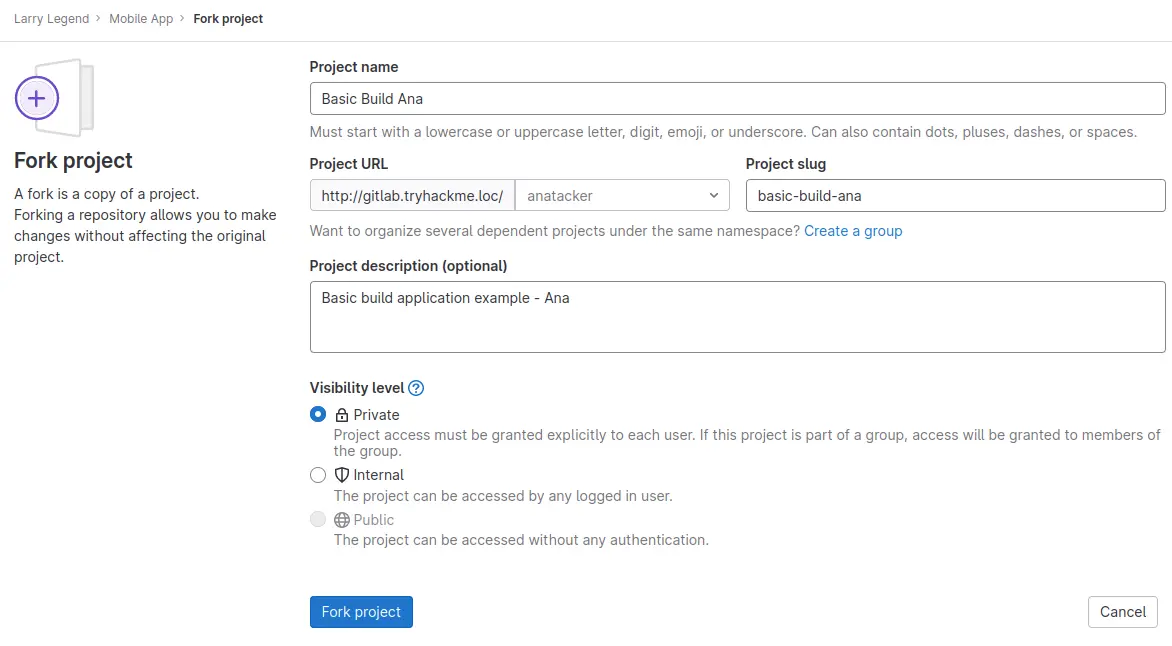 Larry Legend > Mobile App > Fork project
Fork project
A fork is a copy of a project.
Forking a repository allows you to make
changes without affecting the original
project.
Project name
Basic Build Ana
Must start with a lowercase or uppercase letter, digit, emoji, or underscore. Can also contain dots, pluses, dashes, or spaces.
Project URL
Project slug
http://gitlab.tryhackme.loc/
anatacker
basic-build-ana
Want to organize several dependent projects under the same namespace? Create a group
Project description (optional)
Basic build application example - Ana
Visibility level
Private
Project access must be granted explicitly to each user. If this project is part of a group, access will be granted to members of
the group.
Internal
The project can be accessed by any logged in user.
Public
The project can be accessed without any authentication.
Fork project
Cancel